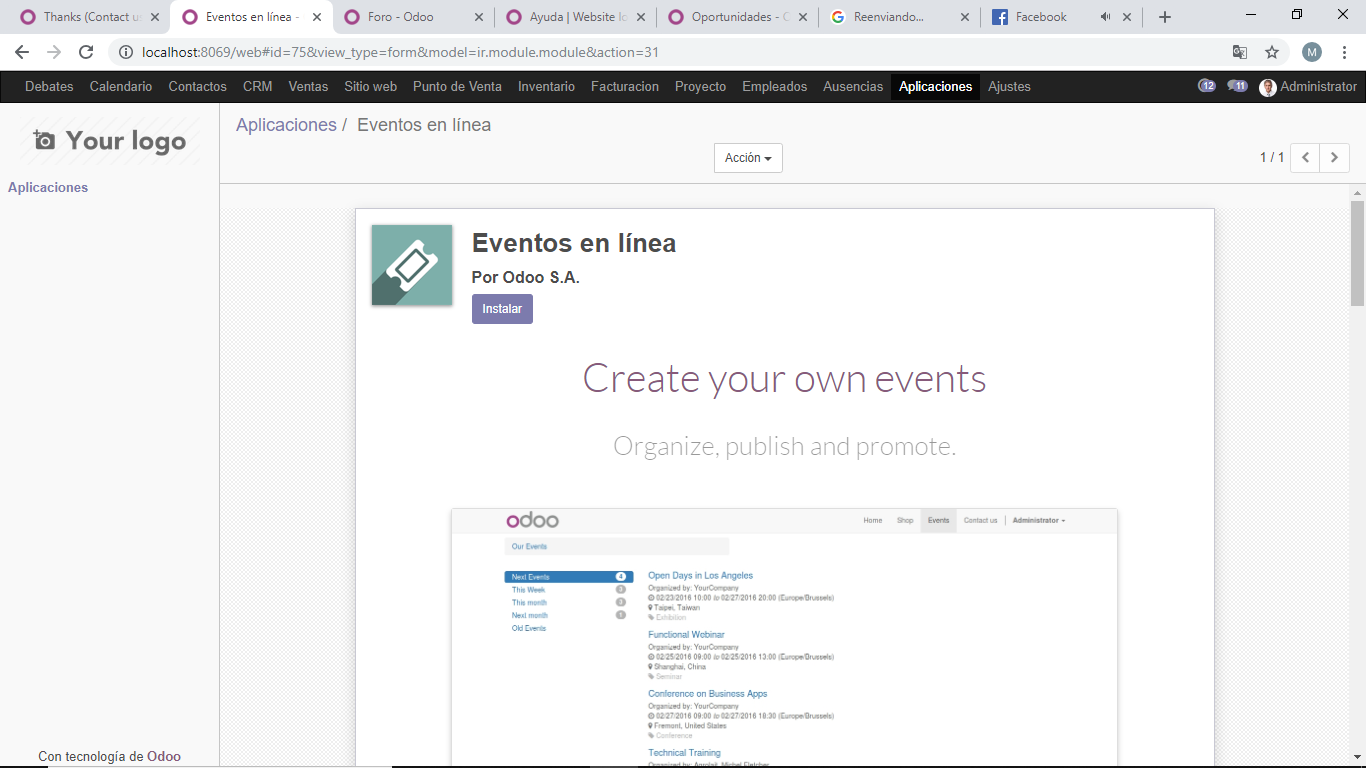 Thanks (Contact us
Eventos en línea -
Foro - Odoo
Ayuda | Website lo
Oportunidades - C
Reenviando...
Facebook
localhost:8069/web#id=75&view_type=form&model=ir.module.module&action=31
M
Debates Calendario Contactos CRM Ventas Sitio web Punto de Venta Inventario Facturacion Proyecto Empleados Ausencias Aplicaciones Ajustes 12 11 Administrator
Your logo
Aplicaciones / Eventos en línea
Acción
1 / 1
Aplicaciones
Eventos en línea
Por Odoo S.A.
Instalar
Create your own events
Organize, publish and promote.
odoo
Home Shop Events Contact us Administrator
Our Events
Next Events 4
This Week 3
This month 3
Next month 1
Old Events
Open Days in Los Angeles
Organized by: YourCompany
02/23/2016 10:00 to 02/27/2016 20:00 (Europe/Brussels)
Taipei, Taiwan
Exhibition
Functional Webinar
Organized by: YourCompany
02/25/2016 09:00 to 02/25/2016 13:00 (Europe/Brussels)
Shanghai, China
Seminar
Conference on Business Apps
Organized by: YourCompany
02/27/2016 09:00 to 02/27/2016 18:30 (Europe/Brussels)
Fremont, United States
Conference
Technical Training
Organized by: Agrolait, Michel Fletcher
Con tecnología de Odoo